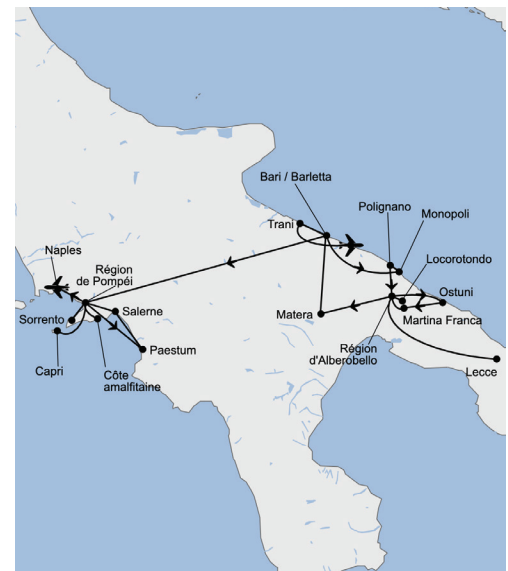 Bari / Barletta
Polignano
Trani
Monopoli
Naples
Locorotondo
Région
de Pompéi
Ostuni
Sorrento
Salerne
Matera
Martina Franca
Paestum
Région
d'Alberobello
Capri
Côte
amalfitaine
Lecce